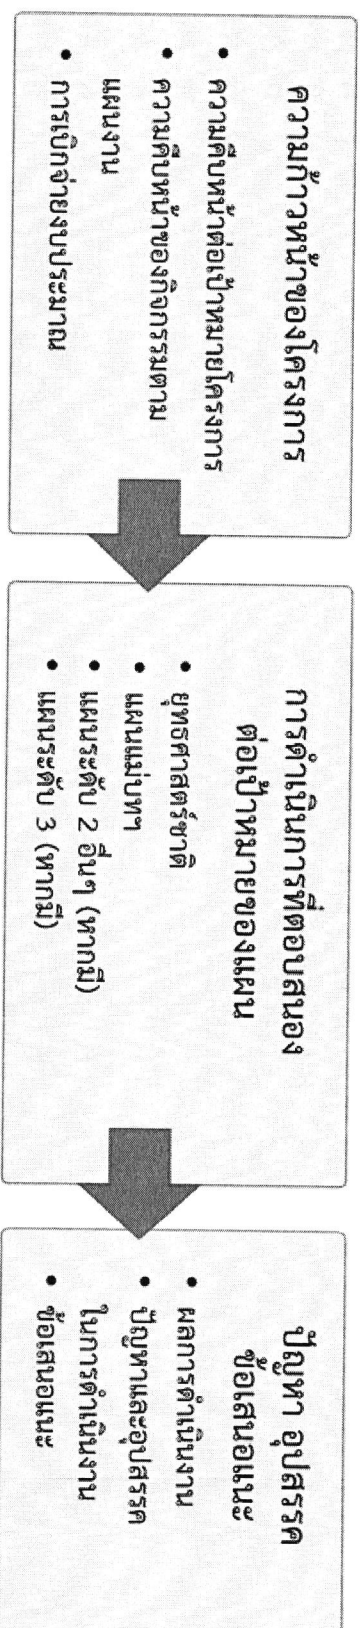 ความก้าวหน้าของโครงการ
• ความคืบหน้าต่อเป้าหมายโครงการ
• ความคืบหน้าของกิจกรรมตาม
แผนงาน
• การเบิกจ่ายงบประมาณ
การดำเนินการที่ตอบสนอง
ต่อเป้าหมายของแผน
• ยุทธศาสตร์ชาติ
• แผนแม่บทฯ
• แผนระดับ 2 อื่นๆ (หากมี)
• แผนระดับ 3 (หากมี)
ปัญหา อุปสรรค
ข้อเสนอแนะ
• ผลการดำเนินงาน
• ปัญหาและอุปสรรค
ในการดำเนินงาน
• ข้อเสนอแนะ